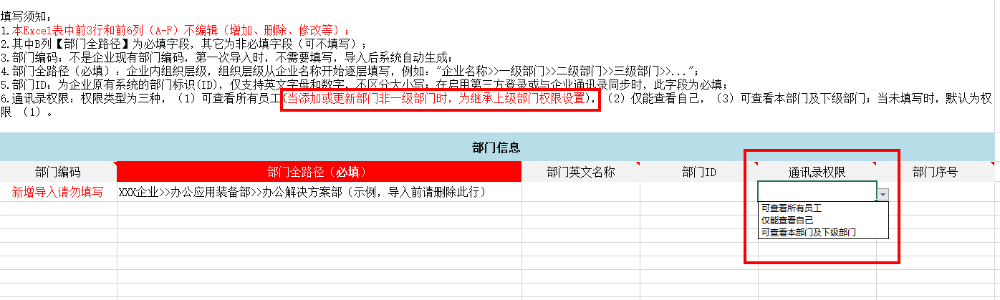 填写须知：
1.本Excel表中前3行和前6列（A-F）不编辑（增加、删除、修改等）；
2.其中B列【部门全路径】为必填字段，其它为非必填字段（可不填写）；
3.部门编码：不是企业现有部门编码，第一次导入时，不需要填写，导入后系统自动生成；
4.部门全路径（必填）：企业内组织层级，组织层级从企业名称开始逐层填写，例如："企业名称>>一级部门>>二级部门>>三级部门>>..."；
5.部门ID：为企业原有系统的部门标识(ID)，仅支持英文字母和数字，不区分大小写；在启用第三方登录或与企业通讯录同步时，此字段为必填；
6.通讯录权限：权限类型为三种，（1）可查看所有员工(当添加或更新部门非一级部门时，为继承上级部门权限设置)，（2）仅能查看自己，（3）可查看本部门及下级部门；当未填写时，默认为权
限 （1）。
部门信息
部门编码 部门全路径（必填） 部门英文名称 部门ID 通讯录权限 部门序号
新增导入请勿填写 XXX企业>>办公应用装备部>>办公解决方案部（示例，导入前请删除此行）
可查看所有员工
仅能查看自己
可查看本部门及下级部门